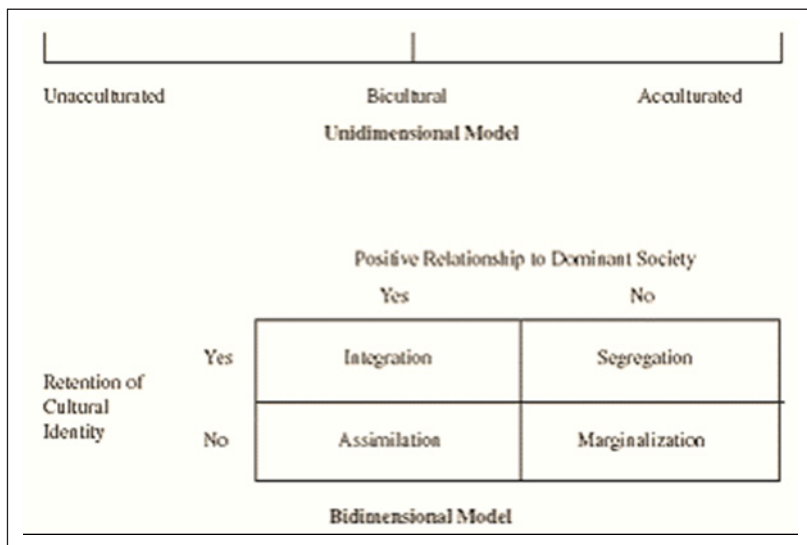 Unacculturated Bicultural Acculturated
Unidimensional Model
Positive Relationship to Dominant Society
Yes No
Yes Integration Segregation
Retention of
Cultural
Identity
No Assimilation Marginalization
Bidimensional Model